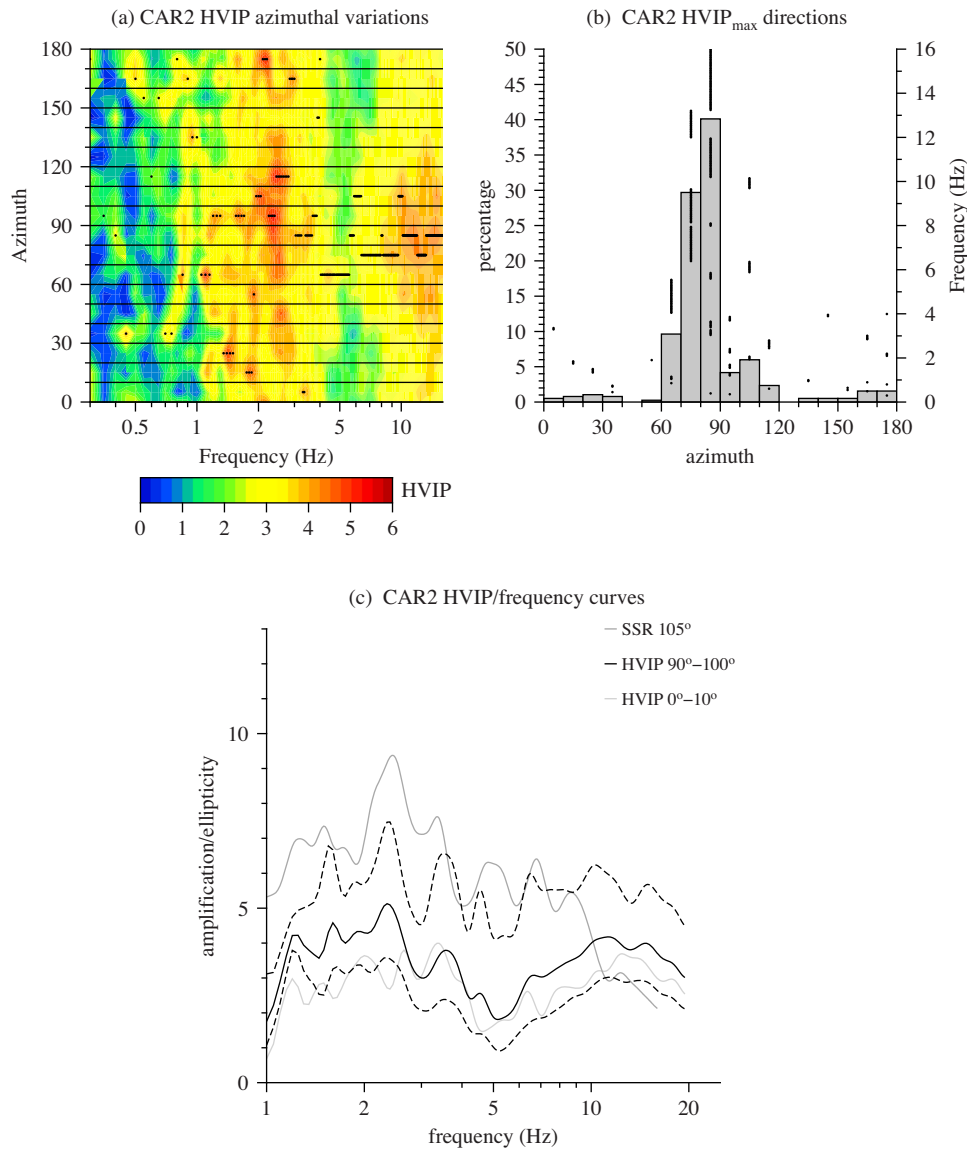 (a) CAR2 HVIP azimuthal variations
180
150
120
90
60
30
0
Azimuth
0.5 1 2 5 10
Frequency (Hz)
HVIP
0 1 2 3 4 5 6
(b) CAR2 HVIPmax directions
50
45
40
35
30
25
20
15
10
5
0
percentage
16
14
12
10
8
6
4
2
0
Frequency (Hz)
0 30 60 90 120 150 180
azimuth
(c) CAR2 HVIP/frequency curves
SSR 105º
HVIP 90º–100º
HVIP 0º–10º
10
5
0
amplification/ellipticity
1 2 5 10 20
frequency (Hz)